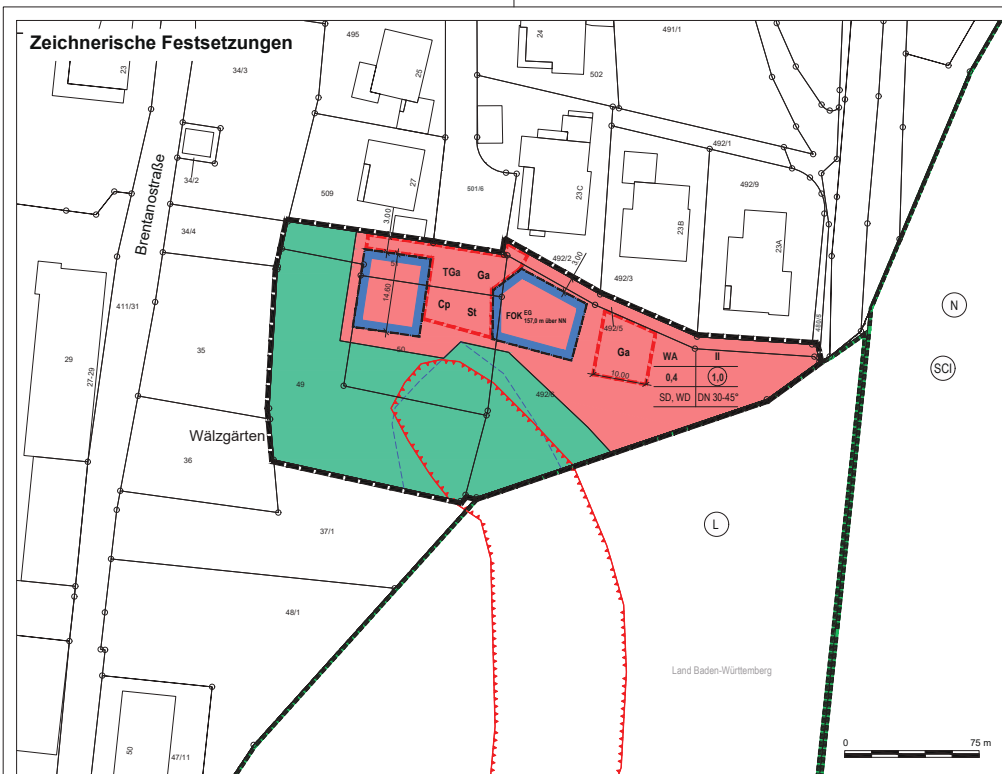 Zeichnerische Festsetzungen
495
24
491/1
23
34/3
25
502
492/1
34/2
27
509
501/6
23C
23B
492/9
23A
Brentanostraße
34/4
3.00
492/2
3.00
492/3
480/8
TGa Ga
14.60
Cp St
FOK EG
157,0 m über NN
492/5
411/31
29
27-29
35
50
49
492/6
Ga
10.00
WA II
0,4 1,0
SD, WD DN 30-45°
N
SCI
Wälzgärten
36
37/1
L
48/1
Land Baden-Württemberg
50
47/11
0 75 m